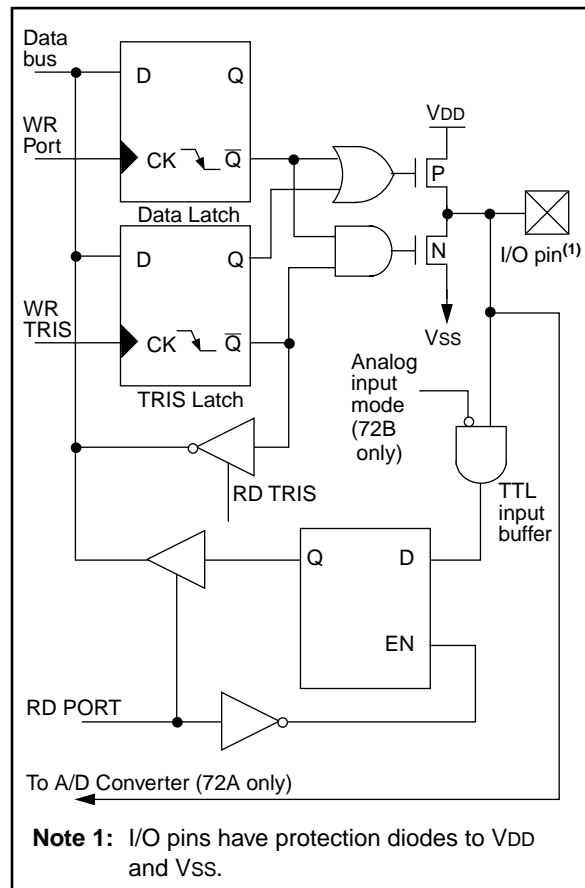 Data
bus
D
Q
WR
Port
CK
Q
Data Latch
VDD
P
N
I/O pin(1)
VSS
D
Q
WR
TRIS
CK
Q
TRIS Latch
Analog
input
mode
(72B
only)
TTL
input
buffer
RD TRIS
Q
D
EN
RD PORT
To A/D Converter (72A only)
Note 1: I/O pins have protection diodes to VDD
and VSS.